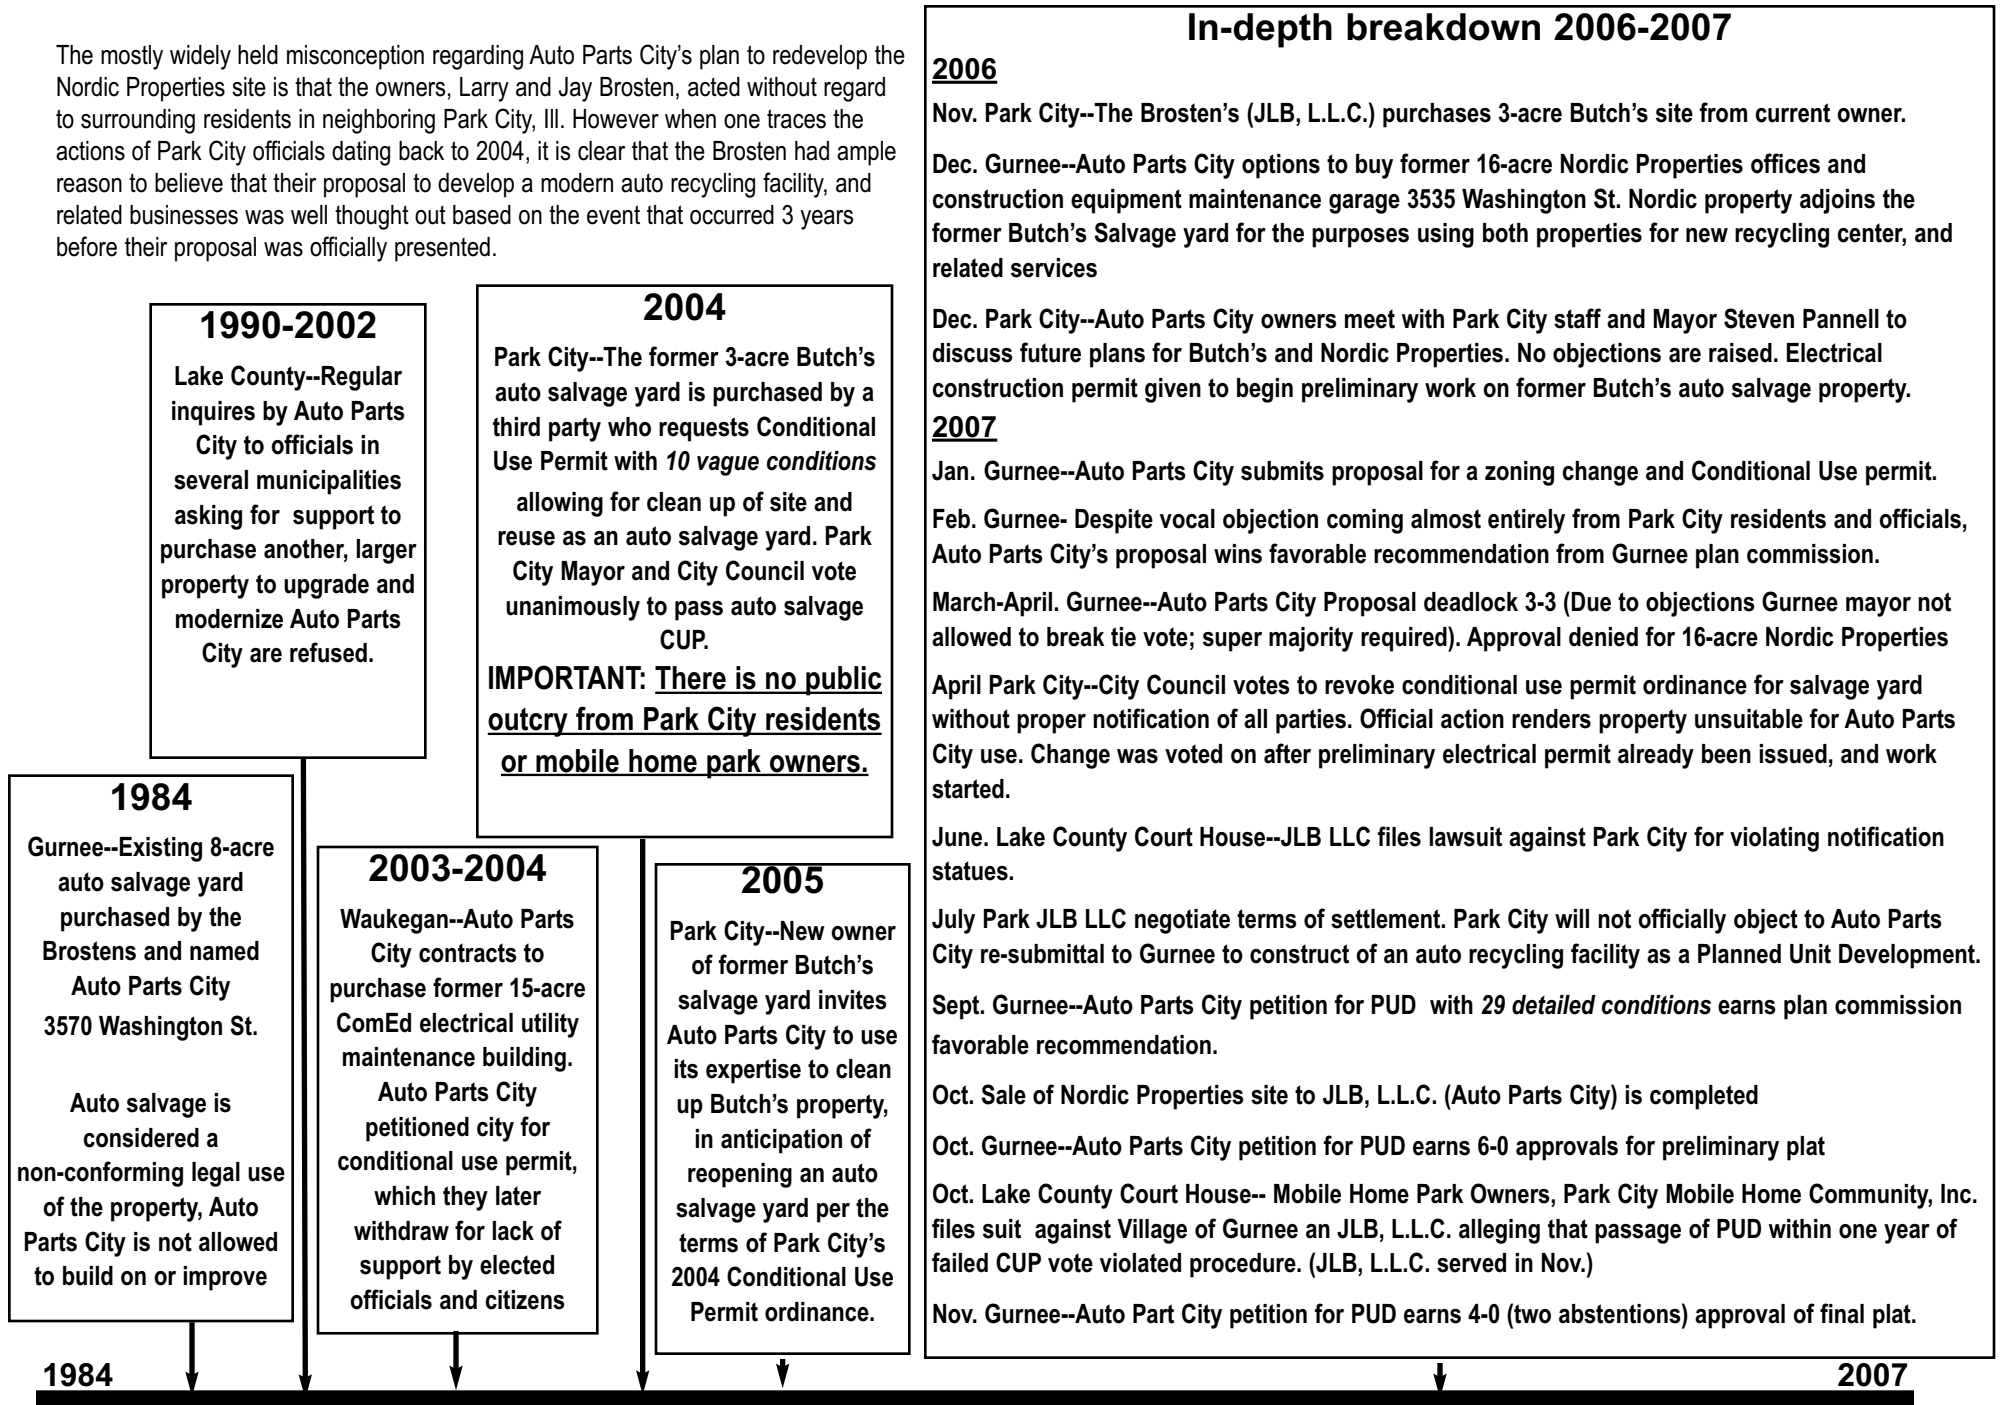 The mostly widely held misconception regarding Auto Parts City's plan to redevelop the
Nordic Properties site is that the owners, Larry and Jay Brosten, acted without regard
to surrounding residents in neighboring Park City, Ill. However when one traces the
actions of Park City officials dating back to 2004, it is clear that the Brosten had ample
reason to believe that their proposal to develop a modern auto recycling facility, and
related businesses was well thought out based on the event that occurred 3 years
before their proposal was officially presented.
1984
Gurnee--Existing 8-acre
auto salvage yard
purchased by the
Brostens and named
Auto Parts City
3570 Washington St.
Auto salvage is
considered a
non-conforming legal use
of the property, Auto
Parts City is not allowed
to build on or improve
1990-2002
Lake County--Regular
inquires by Auto Parts
City to officials in
several municipalities
asking for support to
purchase another, larger
property to upgrade and
modernize Auto Parts
City are refused.
2003-2004
Waukegan--Auto Parts
City contracts to
purchase former 15-acre
ComEd electrical utility
maintenance building.
Auto Parts City
petitioned city for
conditional use permit,
which they later
withdraw for lack of
support by elected
officials and citizens
2004
Park City--The former 3-acre Butch's
auto salvage yard is purchased by a
third party who requests Conditional
Use Permit with 10 vague conditions
allowing for clean up of site and
reuse as an auto salvage yard. Park
City Mayor and City Council vote
unanimously to pass auto salvage
CUP.
IMPORTANT: There is no public
outcry from Park City residents
or mobile home park owners.
2005
Park City--New owner
of former Butch's
salvage yard invites
Auto Parts City to use
its expertise to clean
up Butch's property,
in anticipation of
reopening an auto
salvage yard per the
terms of Park City's
2004 Conditional Use
Permit ordinance.
In-depth breakdown 2006-2007
2006
Nov. Park City--The Brosten's (JLB, L.L.C.) purchases 3-acre Butch's site from current owner.
Dec. Gurnee--Auto Parts City options to buy former 16-acre Nordic Properties offices and
construction equipment maintenance garage 3535 Washington St. Nordic property adjoins the
former Butch's Salvage yard for the purposes using both properties for new recycling center, and
related services
Dec. Park City--Auto Parts City owners meet with Park City staff and Mayor Steven Pannell to
discuss future plans for Butch's and Nordic Properties. No objections are raised. Electrical
construction permit given to begin preliminary work on former Butch's auto salvage property.
2007
Jan. Gurnee--Auto Parts City submits proposal for a zoning change and Conditional Use permit.
Feb. Gurnee- Despite vocal objection coming almost entirely from Park City residents and officials,
Auto Parts City's proposal wins favorable recommendation from Gurnee plan commission.
March-April. Gurnee--Auto Parts City Proposal deadlock 3-3 (Due to objections Gurnee mayor not
allowed to break tie vote; super majority required). Approval denied for 16-acre Nordic Properties
April Park City--City Council votes to revoke conditional use permit ordinance for salvage yard
without proper notification of all parties. Official action renders property unsuitable for Auto Parts
City use. Change was voted on after preliminary electrical permit already been issued, and work
started.
June. Lake County Court House--JLB LLC files lawsuit against Park City for violating notification
statues.
July Park JLB LLC negotiate terms of settlement. Park City will not officially object to Auto Parts
City re-submittal to Gurnee to construct of an auto recycling facility as a Planned Unit Development.
Sept. Gurnee--Auto Parts City petition for PUD with 29 detailed conditions earns plan commission
favorable recommendation.
Oct. Sale of Nordic Properties site to JLB, L.L.C. (Auto Parts City) is completed
Oct. Gurnee--Auto Parts City petition for PUD earns 6-0 approvals for preliminary plat
Oct. Lake County Court House-- Mobile Home Park Owners, Park City Mobile Home Community, Inc.
files suit against Village of Gurnee an JLB, L.L.C. alleging that passage of PUD within one year of
failed CUP vote violated procedure. (JLB, L.L.C. served in Nov.)
Nov. Gurnee--Auto Part City petition for PUD earns 4-0 (two abstentions) approval of final plat.
1984
2007